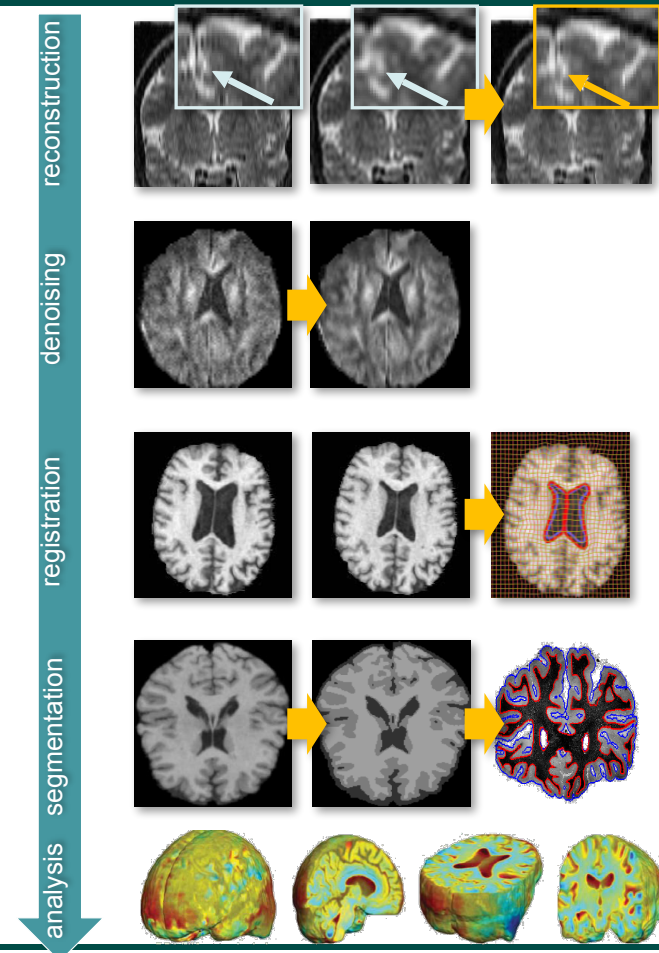 reconstruction
denoising
registration
segmentation
analysis